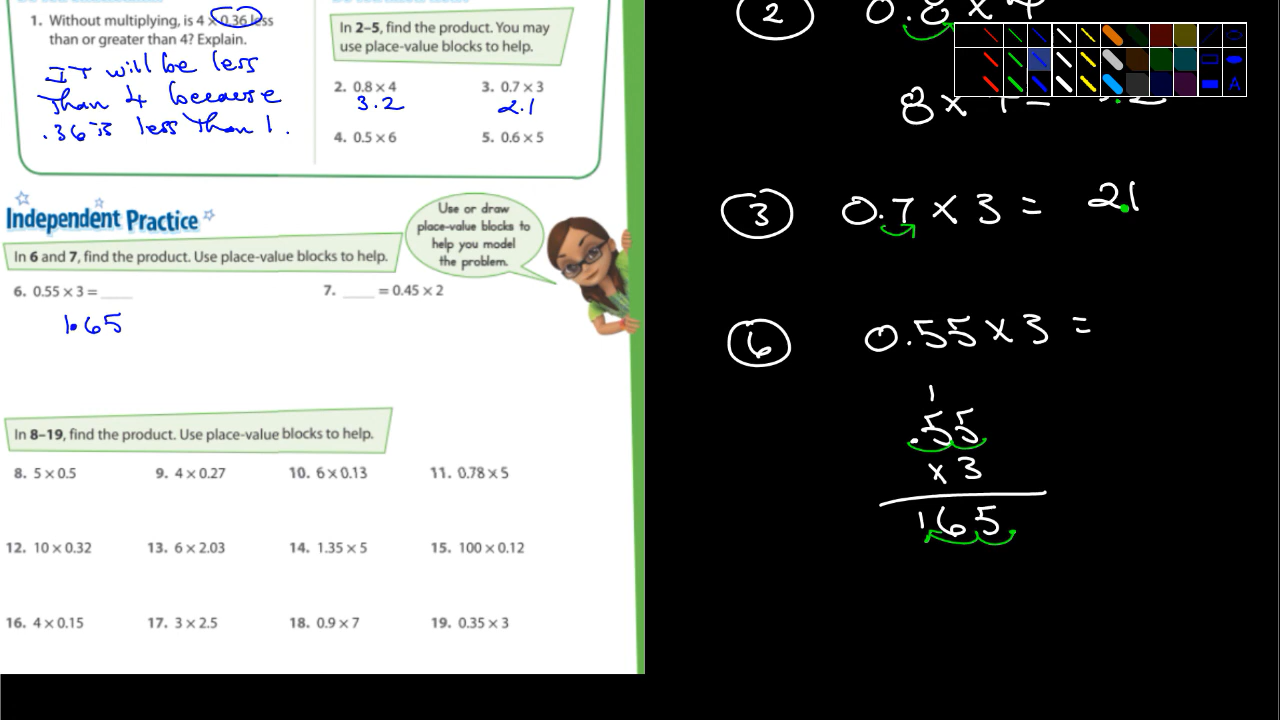 1. Without multiplying, is 4 × 0.36 less
than or greater than 4? Explain.
IT will be less
Than 4 because
.36 is less than 1.
In 2–5, find the product. You may
use place-value blocks to help.
2. 0.8 × 4
3. 0.7 × 3
3.2
2.1
4. 0.5 × 6
5. 0.6 × 5
Independent Practice
In 6 and 7, find the product. Use place-value blocks to help.
Use or draw
place-value blocks to
help you model
the problem.
6. 0.55 × 3 = ____
7. ____ = 0.45 × 2
1.65
In 8–19, find the product. Use place-value blocks to help.
8. 5 × 0.5
9. 4 × 0.27
10. 6 × 0.13
11. 0.78 × 5
12. 10 × 0.32
13. 6 × 2.03
14. 1.35 × 5
15. 100 × 0.12
16. 4 × 0.15
17. 3 × 2.5
18. 0.9 × 7
19. 0.35 × 3
2 0.8 × 4
A
8 × 4 = 3.2
3 0.7 × 3 = 2.1
6 0.55 × 3 =
1
.55
× 3
165